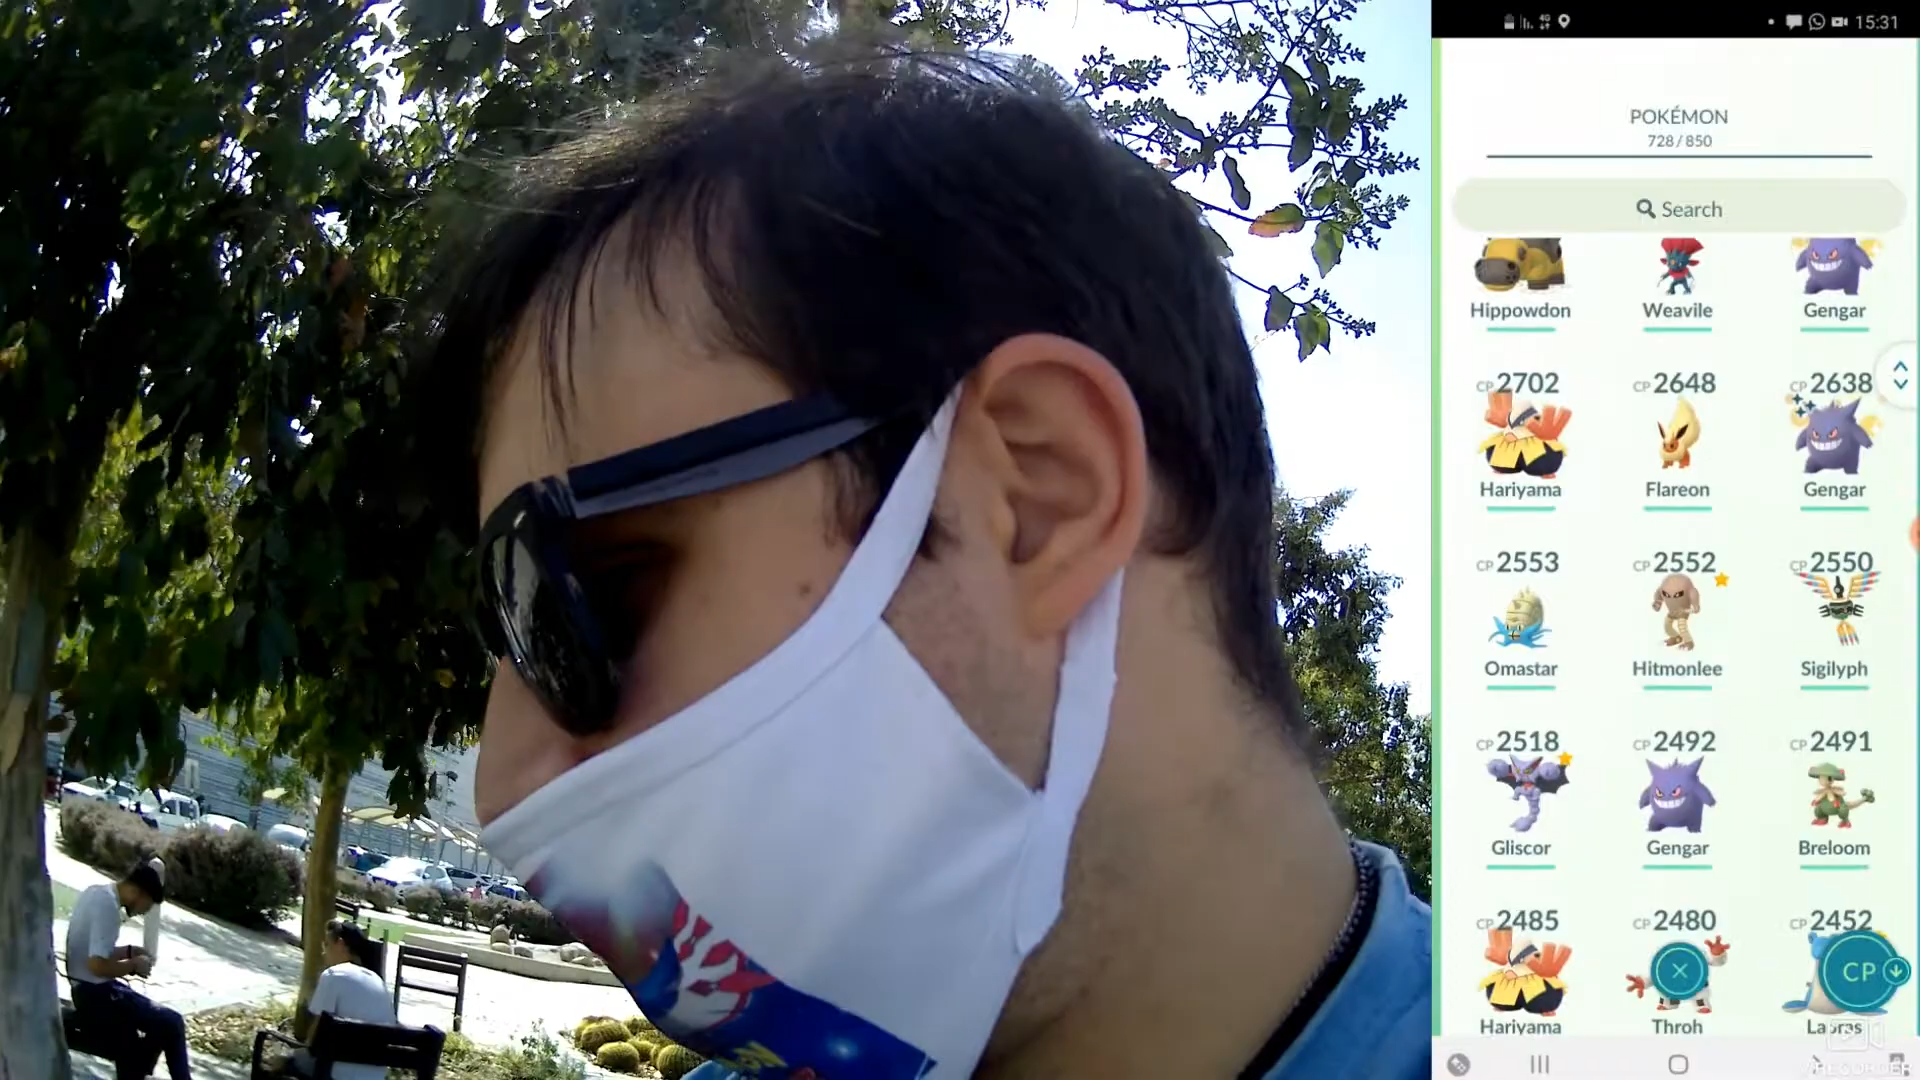 15:31
POKÉMON
728 / 850
Search
Hippowdon Weavile Gengar
CP 2702 CP 2648 CP 2638
Hariyama Flareon Gengar
CP 2553 CP 2552 CP 2550
Omastar Hitmonlee Sigilyph
CP 2518 CP 2492 CP 2491
Gliscor Gengar Breloom
CP 2485 CP 2480 CP 2452
CP
Hariyama Throh Lapras
RECORDER